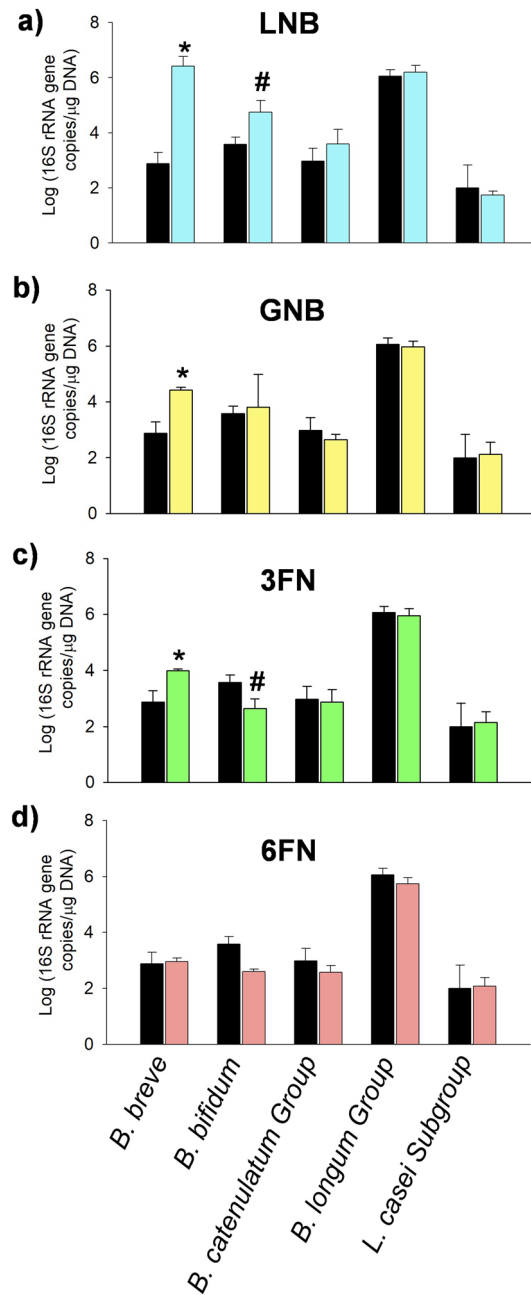 a)
LNB
Log (16S rRNA gene
copies/µg DNA)
8
6
4
2
0
*
#
b)
GNB
Log (16S rRNA gene
copies/µg DNA)
8
6
4
2
0
*
c)
3FN
Log (16S rRNA gene
copies/µg DNA)
8
6
4
2
0
*
#
d)
6FN
Log (16S rRNA gene
copies/µg DNA)
8
6
4
2
0
B. breve
B. bifidum
B. catenulatum Group
B. longum Group
L. casei Subgroup